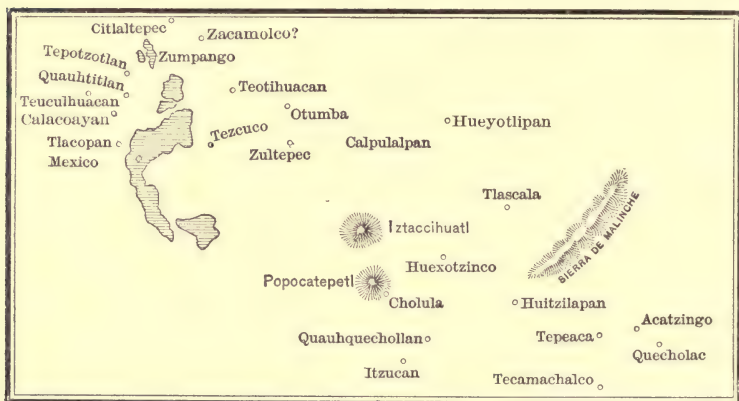 Citlaltepec
Zacamolco?
Zumpango
Tepotzotlan
Quauhtitlan
Teuculhuacan
Calacoayan
Teotihuacan
Otumba
Hueyotlipan
Tlacopan
Mexico
Tezcuco
Zultepec
Calpulalpan
Tlascala
SIERRA DE MALINCHE
Iztaccihuatl
Huexotzinco
Popocatepetl
Cholula
Huitzilapan
Acatzingo
Quauhquechollan
Tepeaca
Quecholac
Itzucan
Tecamachalco